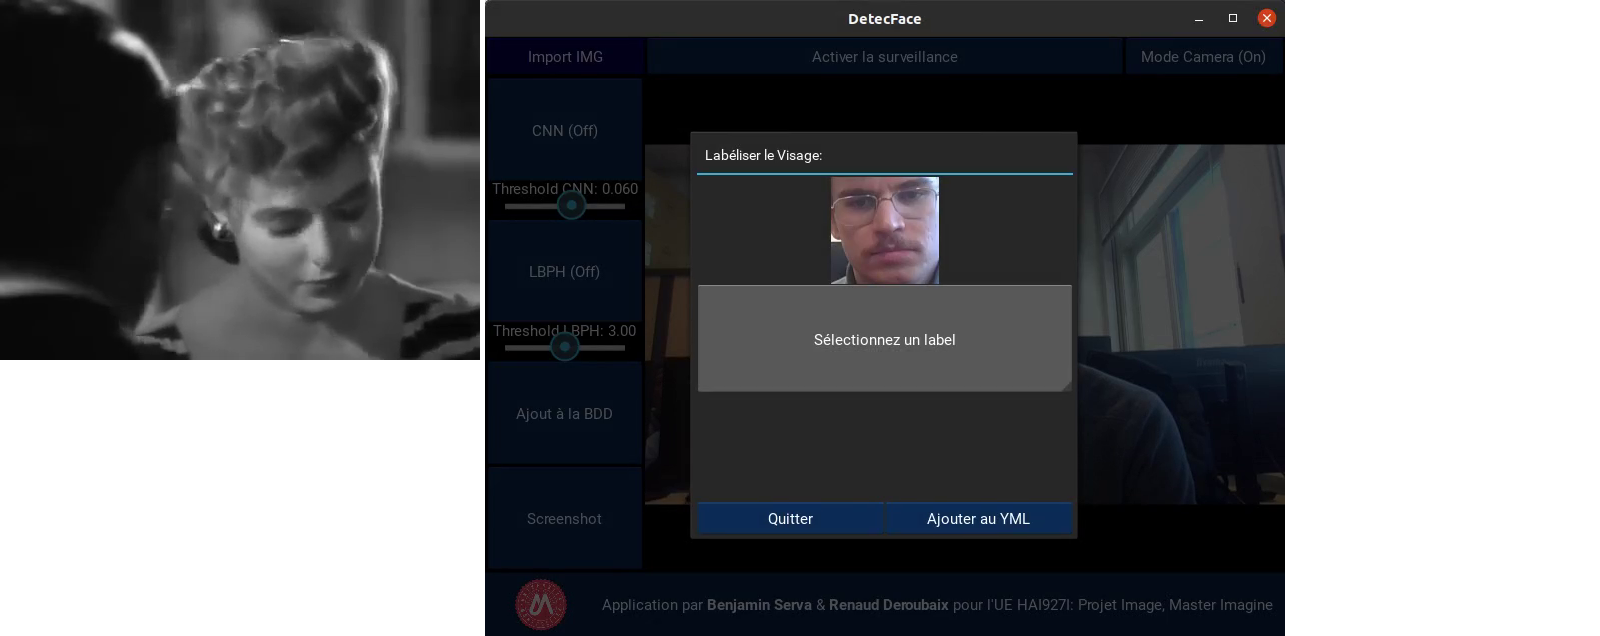 DetecFace
Import IMG
Activer la surveillance
Mode Camera (On)
CNN (Off)
Threshold CNN: 0.060
LBPH (Off)
Threshold LBPH: 3.00
Ajout à la BDD
Screenshot
Labéliser le Visage:
Sélectionnez un label
Quitter
Ajouter au YML
Application par Benjamin Serva & Renaud Deroubaix pour l'UE HAI927I: Projet Image, Master Imagine